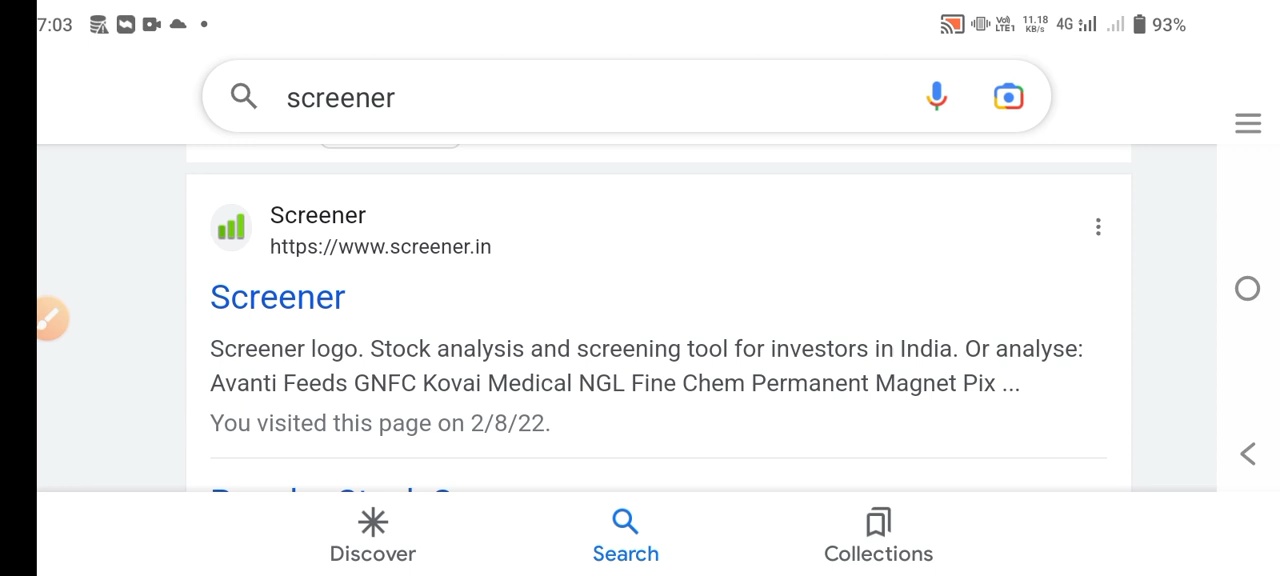 7:03
Vol) LTE1 11.18 KB/s 4G 93%
screener
Screener
https://www.screener.in
Screener
Screener logo. Stock analysis and screening tool for investors in India. Or analyse:
Avanti Feeds GNFC Kovai Medical NGL Fine Chem Permanent Magnet Pix ...
You visited this page on 2/8/22.
Discover Search Collections